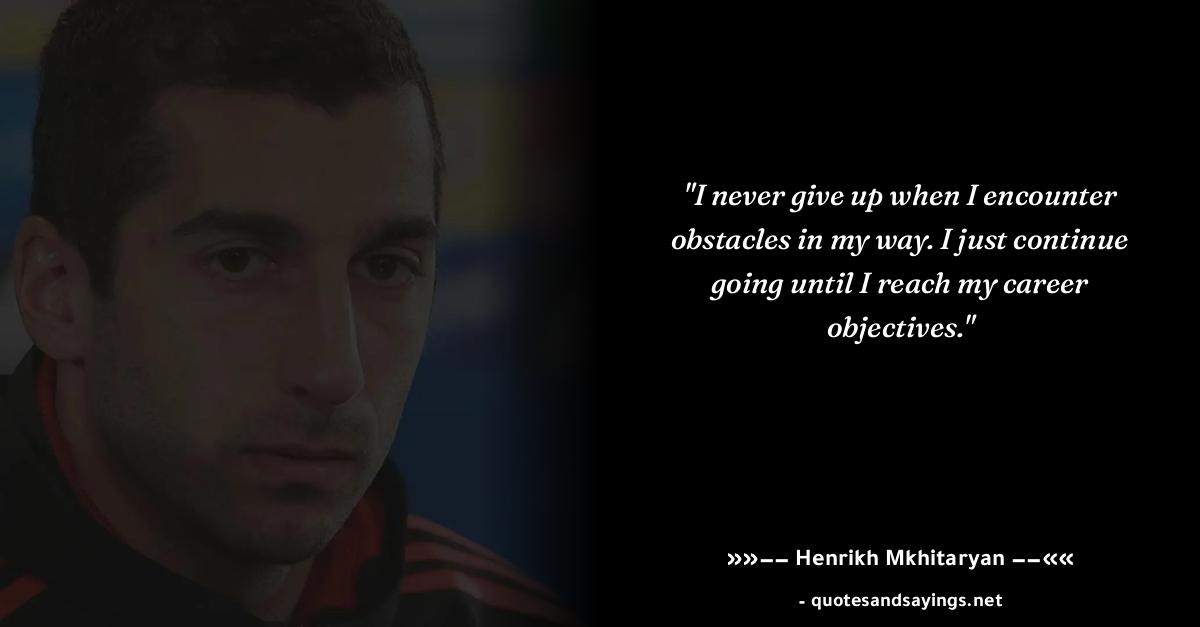 "I never give up when I encounter
obstacles in my way. I just continue
going until I reach my career
objectives."
»»−− Henrikh Mkhitaryan −−««
- quotesandsayings.net